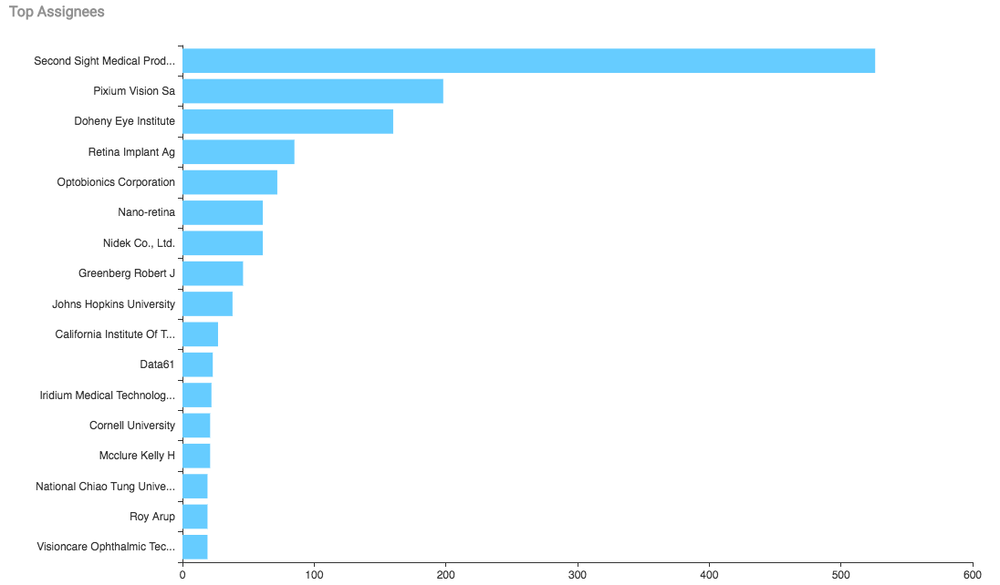 Top Assignees
Second Sight Medical Prod...
Pixium Vision Sa
Doheny Eye Institute
Retina Implant Ag
Optobionics Corporation
Nano-retina
Nidek Co., Ltd.
Greenberg Robert J
Johns Hopkins University
California Institute Of T...
Data61
Iridium Medical Technolog...
Cornell University
Mcclure Kelly H
National Chiao Tung Unive...
Roy Arup
Visioncare Ophthalmic Tec...
0 100 200 300 400 500 600